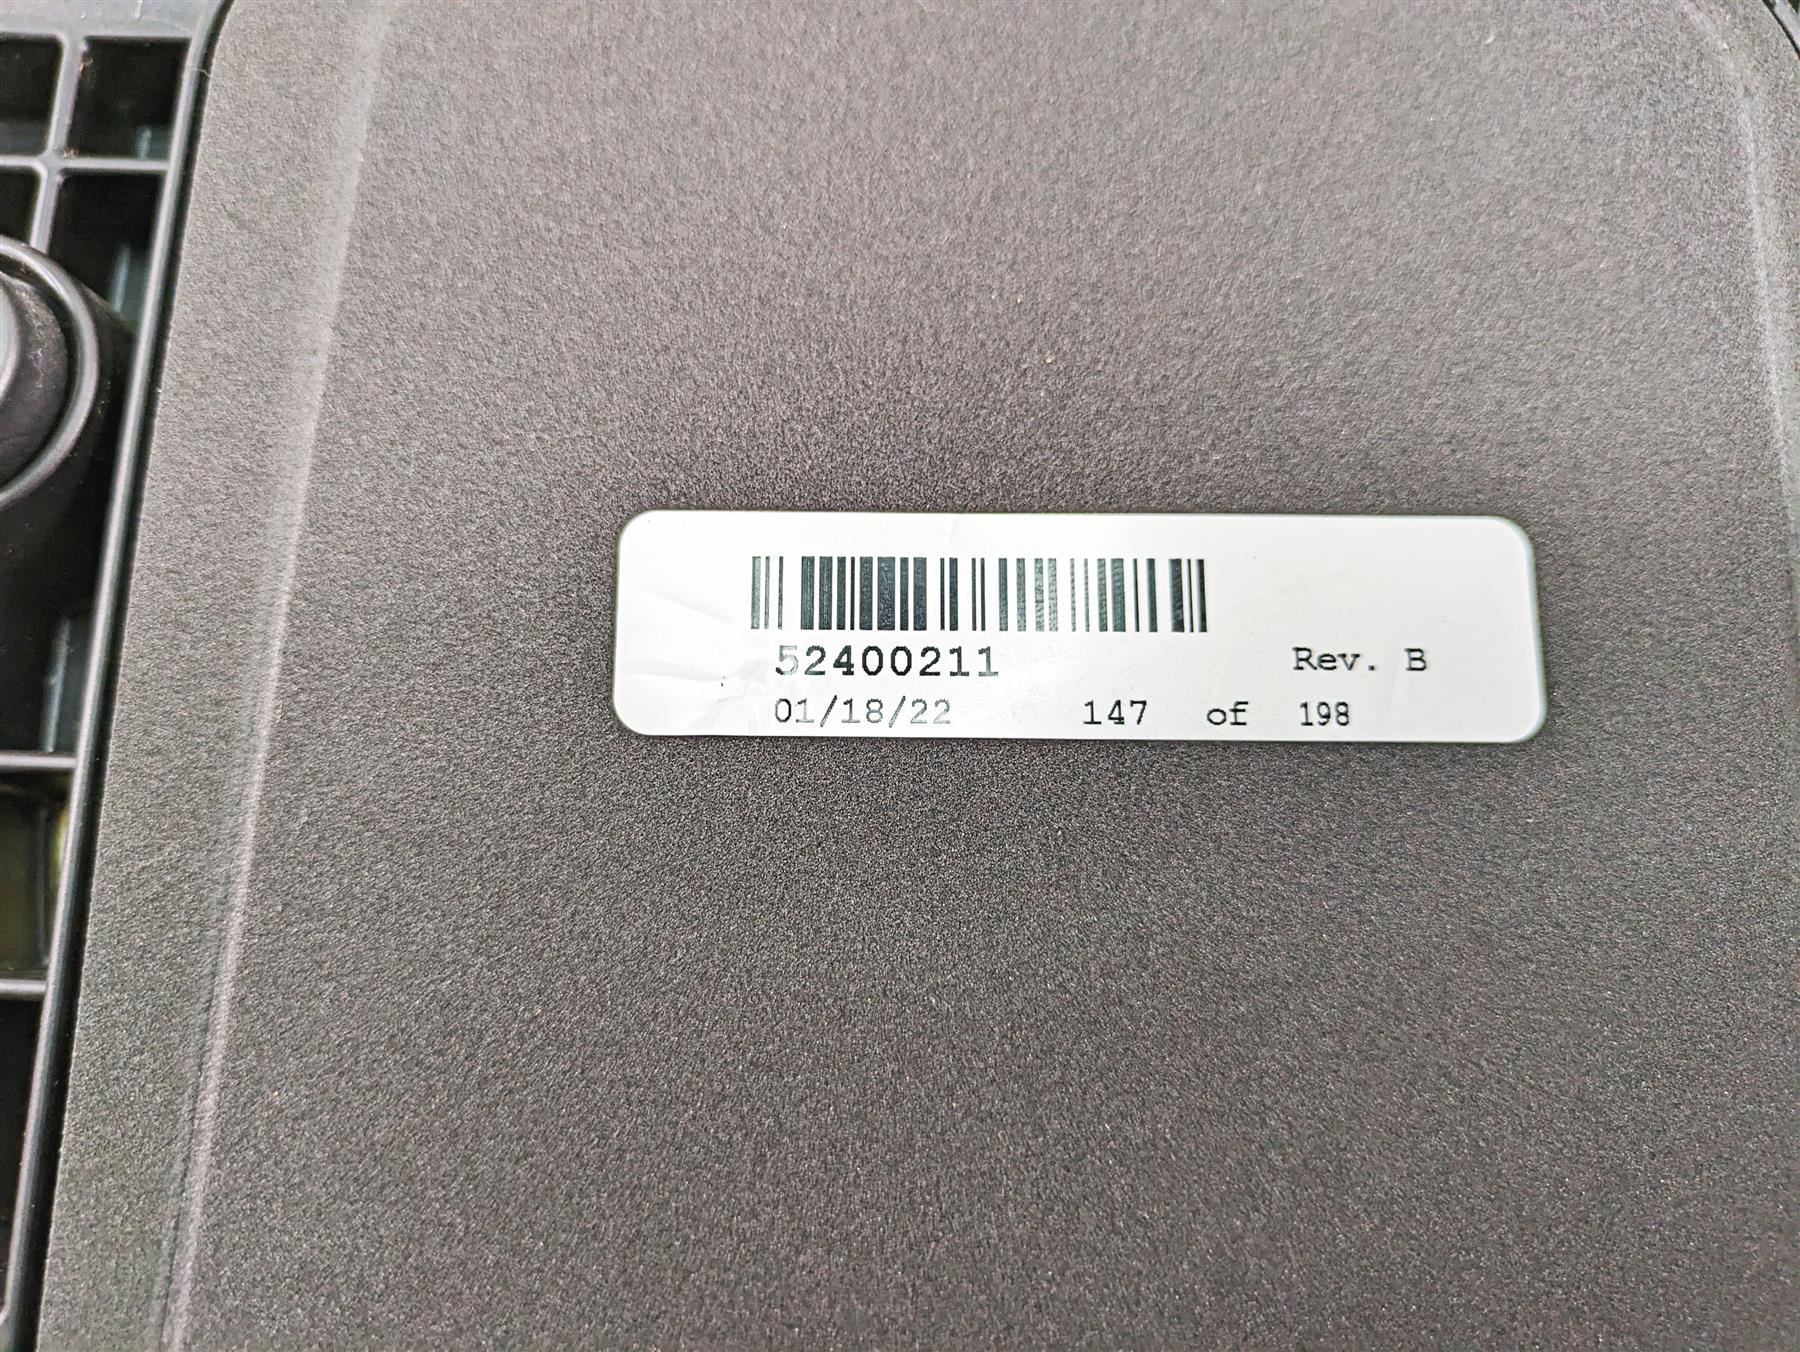 52400211 Rev. B
01/18/22 147 of 198